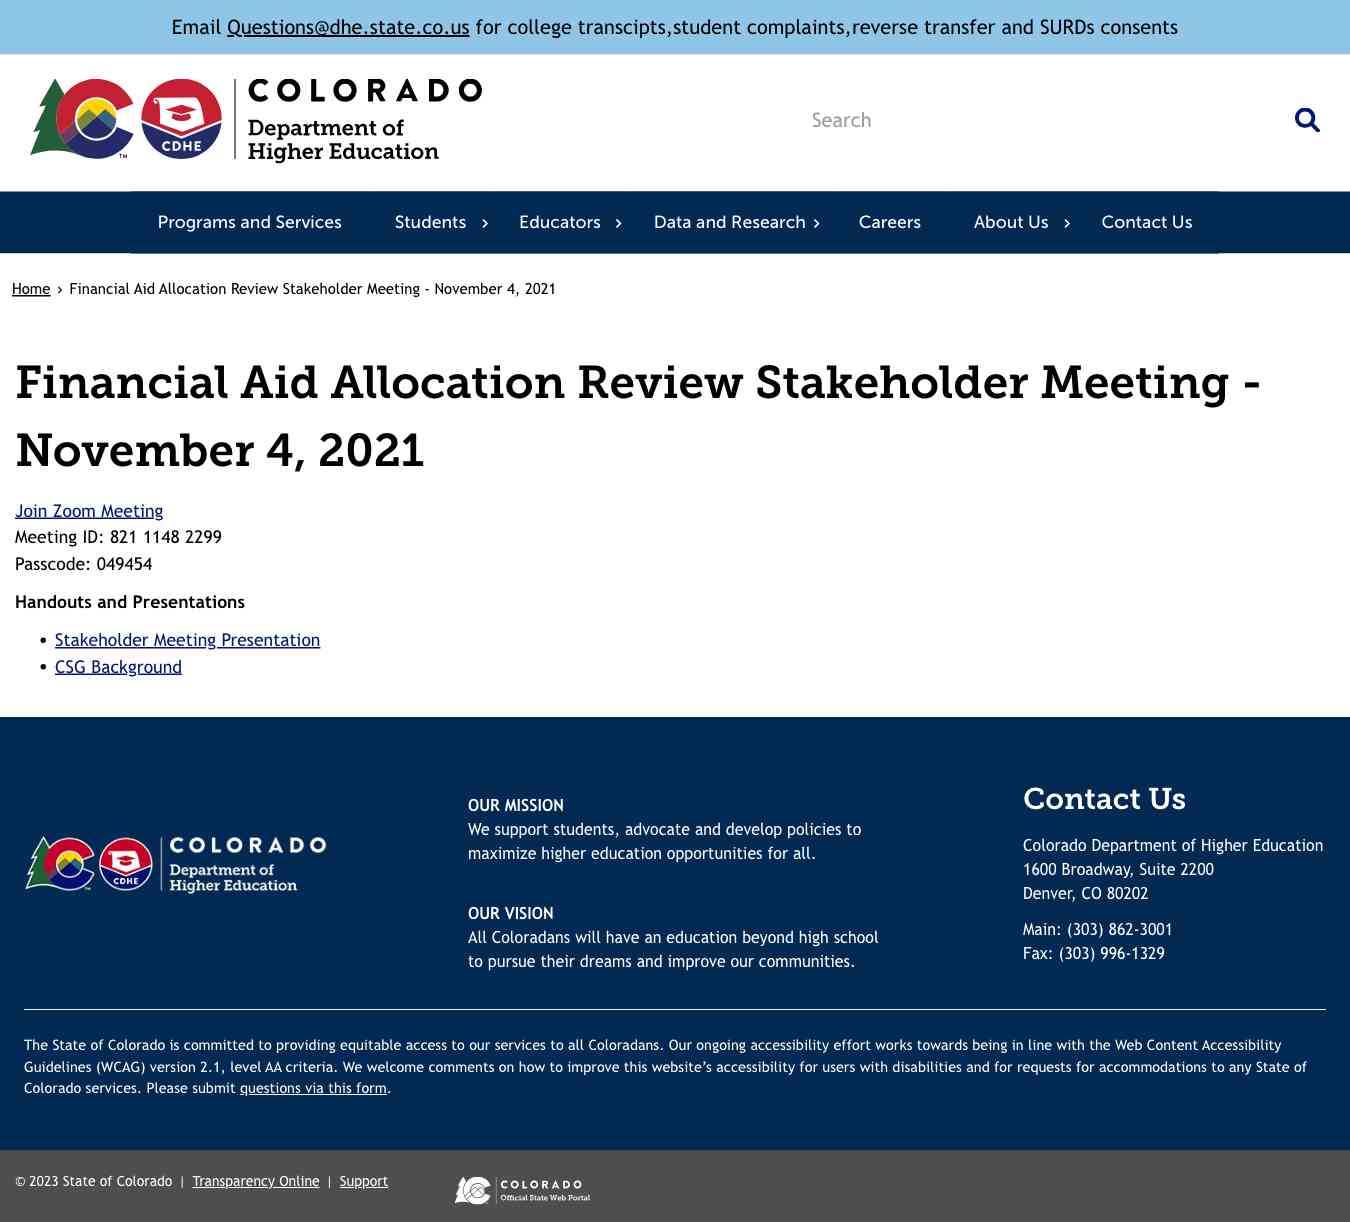 Email Questions@dhe.state.co.us for college transcipts,student complaints,reverse transfer and SURDs consents
CDHE
TM
COLORADO
Department of
Higher Education
Search
Programs and Services Students Educators Data and Research Careers About Us Contact Us
Home › Financial Aid Allocation Review Stakeholder Meeting - November 4, 2021
Financial Aid Allocation Review Stakeholder Meeting -
November 4, 2021
Join Zoom Meeting
Meeting ID: 821 1148 2299
Passcode: 049454
Handouts and Presentations
• Stakeholder Meeting Presentation
• CSG Background
CDHE
COLORADO
Department of
Higher Education
OUR MISSION
We support students, advocate and develop policies to
maximize higher education opportunities for all.
OUR VISION
All Coloradans will have an education beyond high school
to pursue their dreams and improve our communities.
Contact Us
Colorado Department of Higher Education
1600 Broadway, Suite 2200
Denver, CO 80202
Main: (303) 862-3001
Fax: (303) 996-1329
The State of Colorado is committed to providing equitable access to our services to all Coloradans. Our ongoing accessibility effort works towards being in line with the Web Content Accessibility
Guidelines (WCAG) version 2.1, level AA criteria. We welcome comments on how to improve this website’s accessibility for users with disabilities and for requests for accommodations to any State of
Colorado services. Please submit questions via this form.
© 2023 State of Colorado | Transparency Online | Support
COLORADO
Official State Web Portal